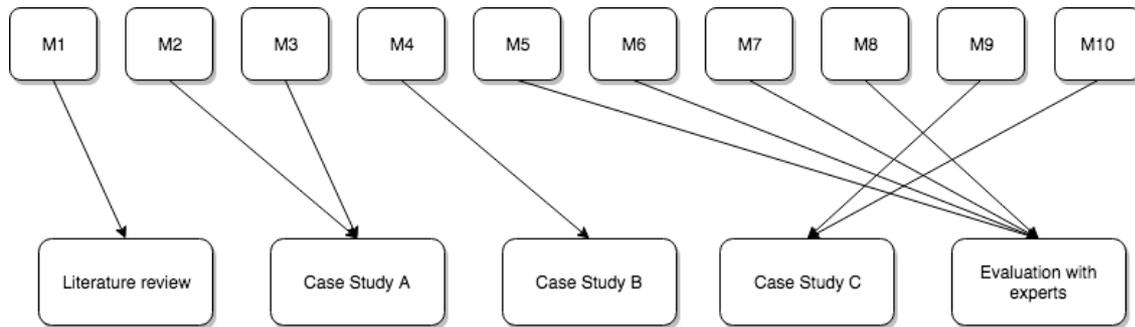 M1
M2
M3
M4
M5
M6
M7
M8
M9
M10
Literature review
Case Study A
Case Study B
Case Study C
Evaluation with
experts